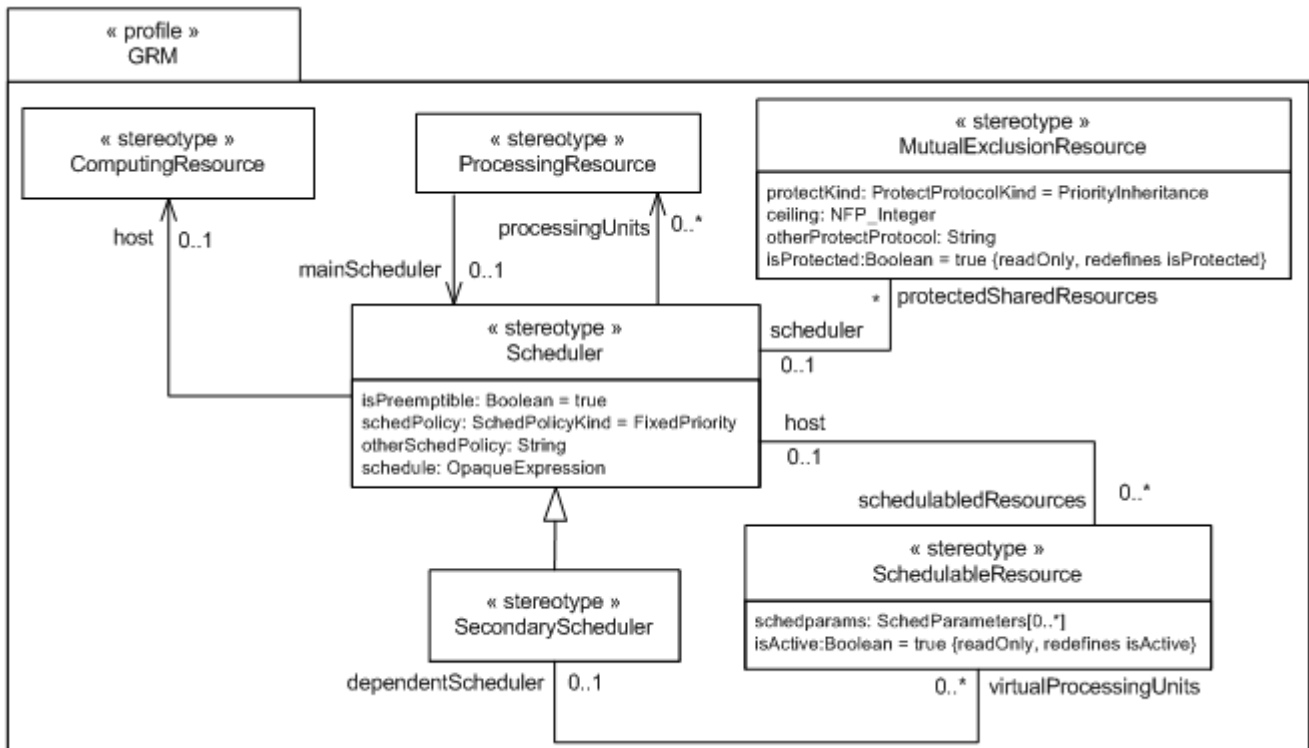 « profile »
GRM
« stereotype »
ComputingResource
« stereotype »
ProcessingResource
« stereotype »
MutualExclusionResource
protectKind: ProtectProtocolKind = PriorityInheritance
ceiling: NFP_Integer
otherProtectProtocol: String
isProtected:Boolean = true {readOnly, redefines isProtected}
host
0..1
processingUnits
0..*
mainScheduler
0..1
* protectedSharedResources
« stereotype »
Scheduler
isPreemptible: Boolean = true
schedPolicy: SchedPolicyKind = FixedPriority
otherSchedPolicy: String
schedule: OpaqueExpression
scheduler
0..1
host
0..1
schedulabledResources
0..*
« stereotype »
SecondaryScheduler
« stereotype »
SchedulableResource
schedparams: SchedParameters[0..*]
isActive:Boolean = true {readOnly, redefines isActive}
dependentScheduler
0..1
0..*
virtualProcessingUnits